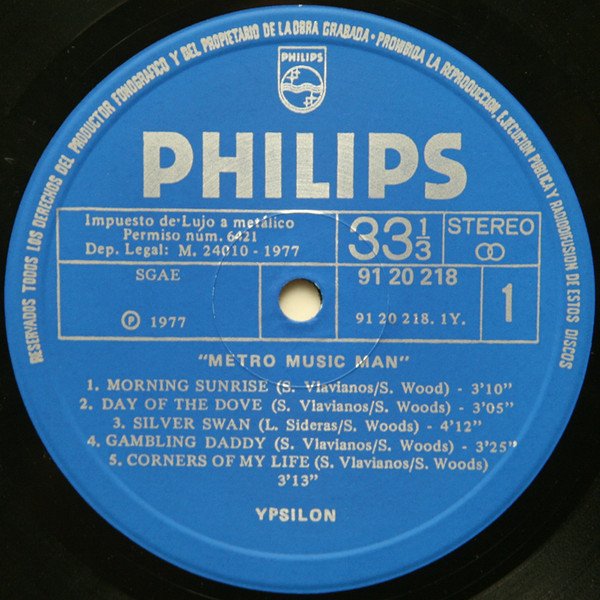 RESERVADOS TODOS LOS DERECHOS DEL PRODUCTOR FONOGRAFICO Y DEL PROPIETARIO DE LA OBRA GRABADA · PROHIBIDA LA REPRODUCCION, EJECUCION PUBLICA Y RADIODIFUSION DE ESTOS DISCOS
PHILIPS
PHILIPS
Impuesto de Lujo a metálico
Permiso núm. 6421
Dep. Legal: M. 24010 - 1977
33 1/3
STEREO
SGAE
℗ 1977
91 20 218
91 20 218. 1Y.
1
"METRO MUSIC MAN"
1. MORNING SUNRISE (S. Vlavianos/S. Wood) - 3'10"
2. DAY OF THE DOVE (S. Vlavianos/S. Woods) - 3'05"
3. SILVER SWAN (L. Sideras/S. Woods) - 4'12"
4. GAMBLING DADDY (S. Vlavianos/S. Woods) - 3'25"
5. CORNERS OF MY LIFE (S. Vlavianos/S. Woods)
3'13"
YPSILON